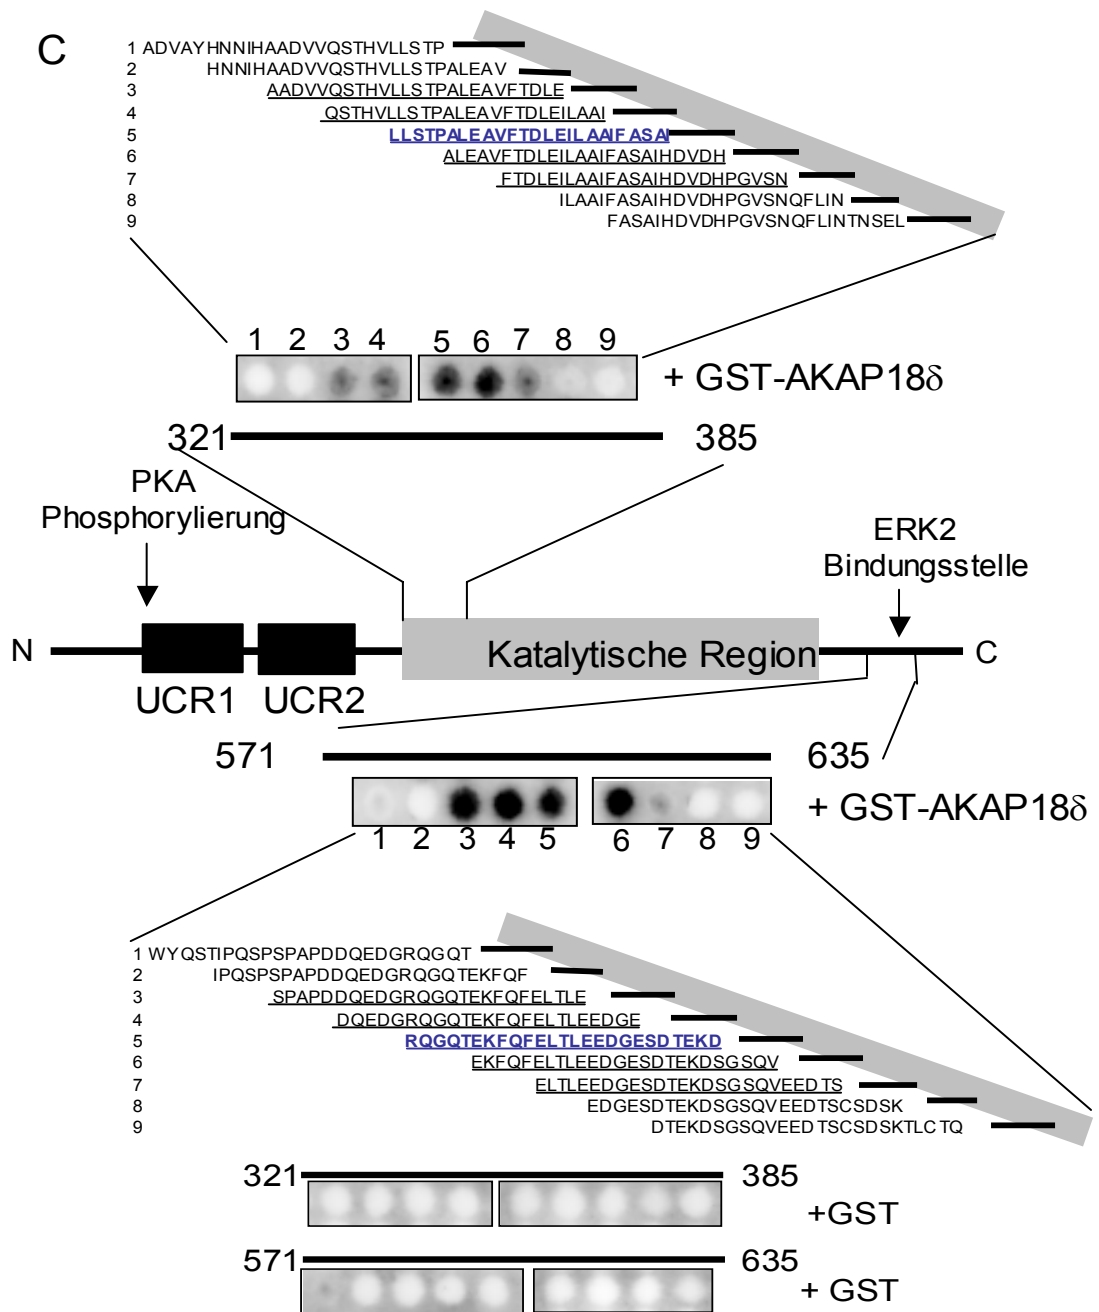 C
1 ADVAYHNNIHAADVVQSTHVLLSTP
2 HNNIHAADVVQSTHVLLSTPALEAV
3 AADVVQSTHVLLSTPALEAVFTDLE
4 QSTHVLLSTPALEAVFTDLEILAAI
5 LLSTPALEAVFTDLEILAAIFASAI
6 ALEAVFTDLEILAAIFASAIHDVDH
7 FTDLEILAAIFASAIHDVDHPGVSN
8 ILAAIFASAIHDVDHPGVSNQFLIN
9 FASAIHDVDHPGVSNQFLINTNSEL
1 2 3 4 5 6 7 8 9
+ GST-AKAP18δ
321 385
PKA
Phosphorylierung
ERK2
Bindungsstelle
N Katalytische Region C
UCR1 UCR2
571 635
+ GST-AKAP18δ
1 2 3 4 5 6 7 8 9
1 WYQSTIPQSPSPAPDDQEDGRQGQT
2 IPQSPSPAPDDQEDGRQGQTEKFQF
3 SPAPDDQEDGRQGQTEKFQFELTLE
4 DQEDGRQGQTEKFQFELTLEEDGE
5 RQGQTEKFQFELTLEEDGESDTEKD
6 EKFQFELTLEEDGESDTEKDSGSQV
7 ELTLEEDGESDTEKDSGSQVEEDTS
8 EDGESDTEKDSGSQVEEDTSCSDSK
9 DTEKDSGSQVEEDTSCSDSKTLCTQ
321 385
+GST
571 635
+ GST